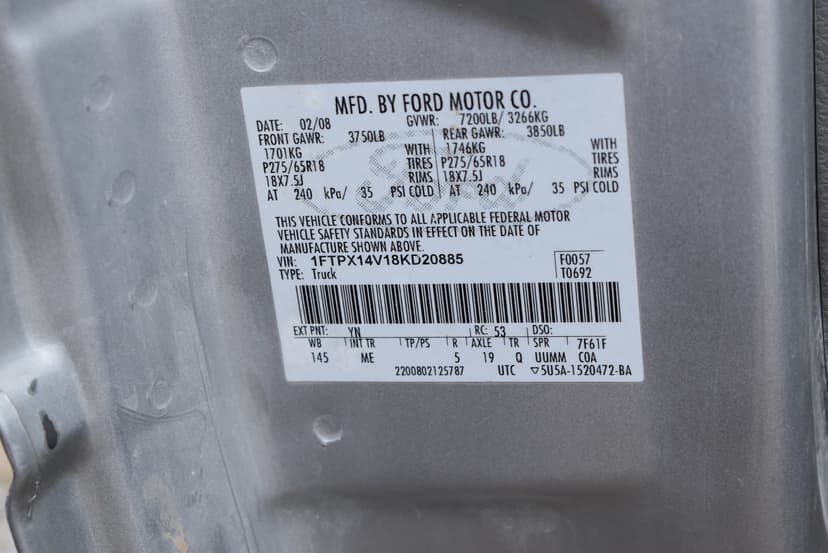 MFD. BY FORD MOTOR CO.
DATE: 02/08 GVWR: 7200LB/ 3266KG
FRONT GAWR: 3750LB REAR GAWR: 3850LB
1701KG WITH 1746KG WITH
P275/65R18 TIRES P275/65R18 TIRES
18X7.5J RIMS 18X7.5J RIMS
AT 240 kPa/ 35 PSI COLD AT 240 kPa/ 35 PSI COLD
THIS VEHICLE CONFORMS TO ALL APPLICABLE FEDERAL MOTOR
VEHICLE SAFETY STANDARDS IN EFFECT ON THE DATE OF
MANUFACTURE SHOWN ABOVE.
VIN: 1FTPX14V18KD20885 F0057
TYPE: Truck T0692
EXT PNT: YN RC: 53 DSO:
WB INT TR TP/PS R AXLE TR SPR 7F61F
145 ME 5 19 Q UUMM COA
2200802125787 UTC ▽5U5A-1520472-BA